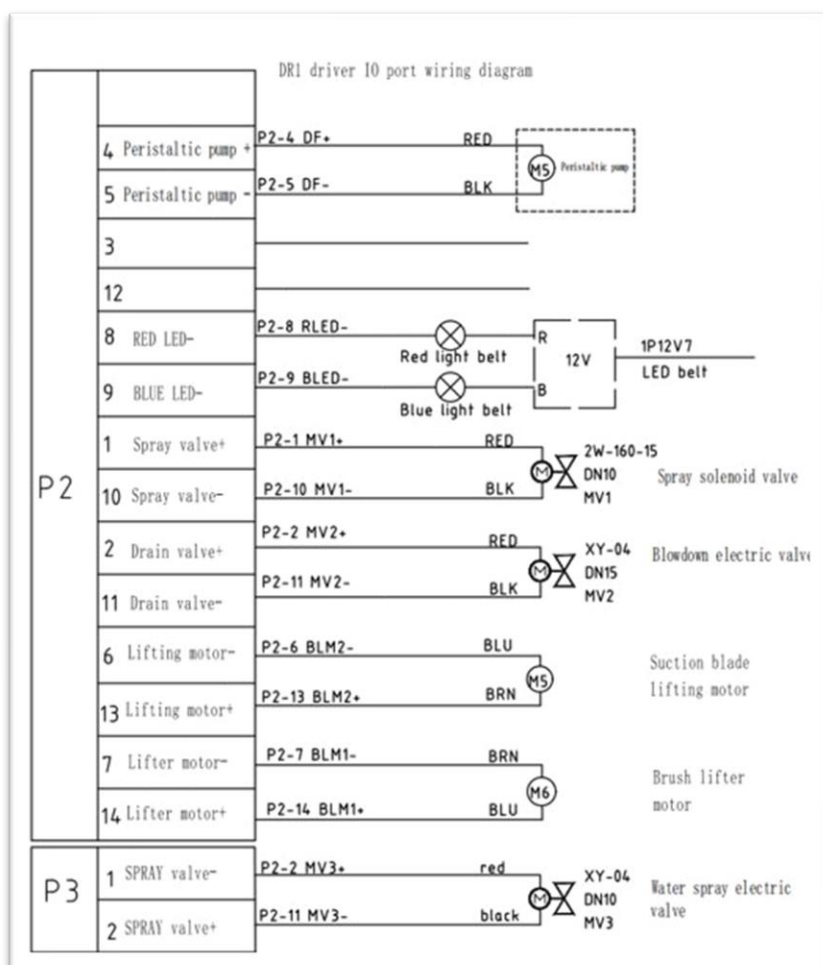 DR1 driver IO port wiring diagram
P2
4 Peristaltic pump + P2-4 DF+ RED
M5 Peristaltic pump
5 Peristaltic pump - P2-5 DF- BLK
3
12
8 RED LED- P2-8 RLED- R
Red light belt
12V
1P12V7
LED belt
9 BLUE LED- P2-9 BLED- B
Blue light belt
1 Spray valve+ P2-1 MV1+ RED
M
2W-160-15
DN10
MV1
Spray solenoid valve
10 Spray valve- P2-10 MV1- BLK
2 Drain valve+ P2-2 MV2+ RED
M
XY-04
DN15
MV2
Blowdown electric valve
11 Drain valve- P2-11 MV2- BLK
6 Lifting motor- P2-6 BLM2- BLU
M5
Suction blade
lifting motor
13 Lifting motor+ P2-13 BLM2+ BRN
7 Lifter motor- P2-7 BLM1- BRN
M6
Brush lifter
motor
14 Lifter motor+ P2-14 BLM1+ BLU
P3
1 SPRAY valve- P2-2 MV3+ red
M
XY-04
DN10
MV3
Water spray electric
valve
2 SPRAY valve+ P2-11 MV3- black